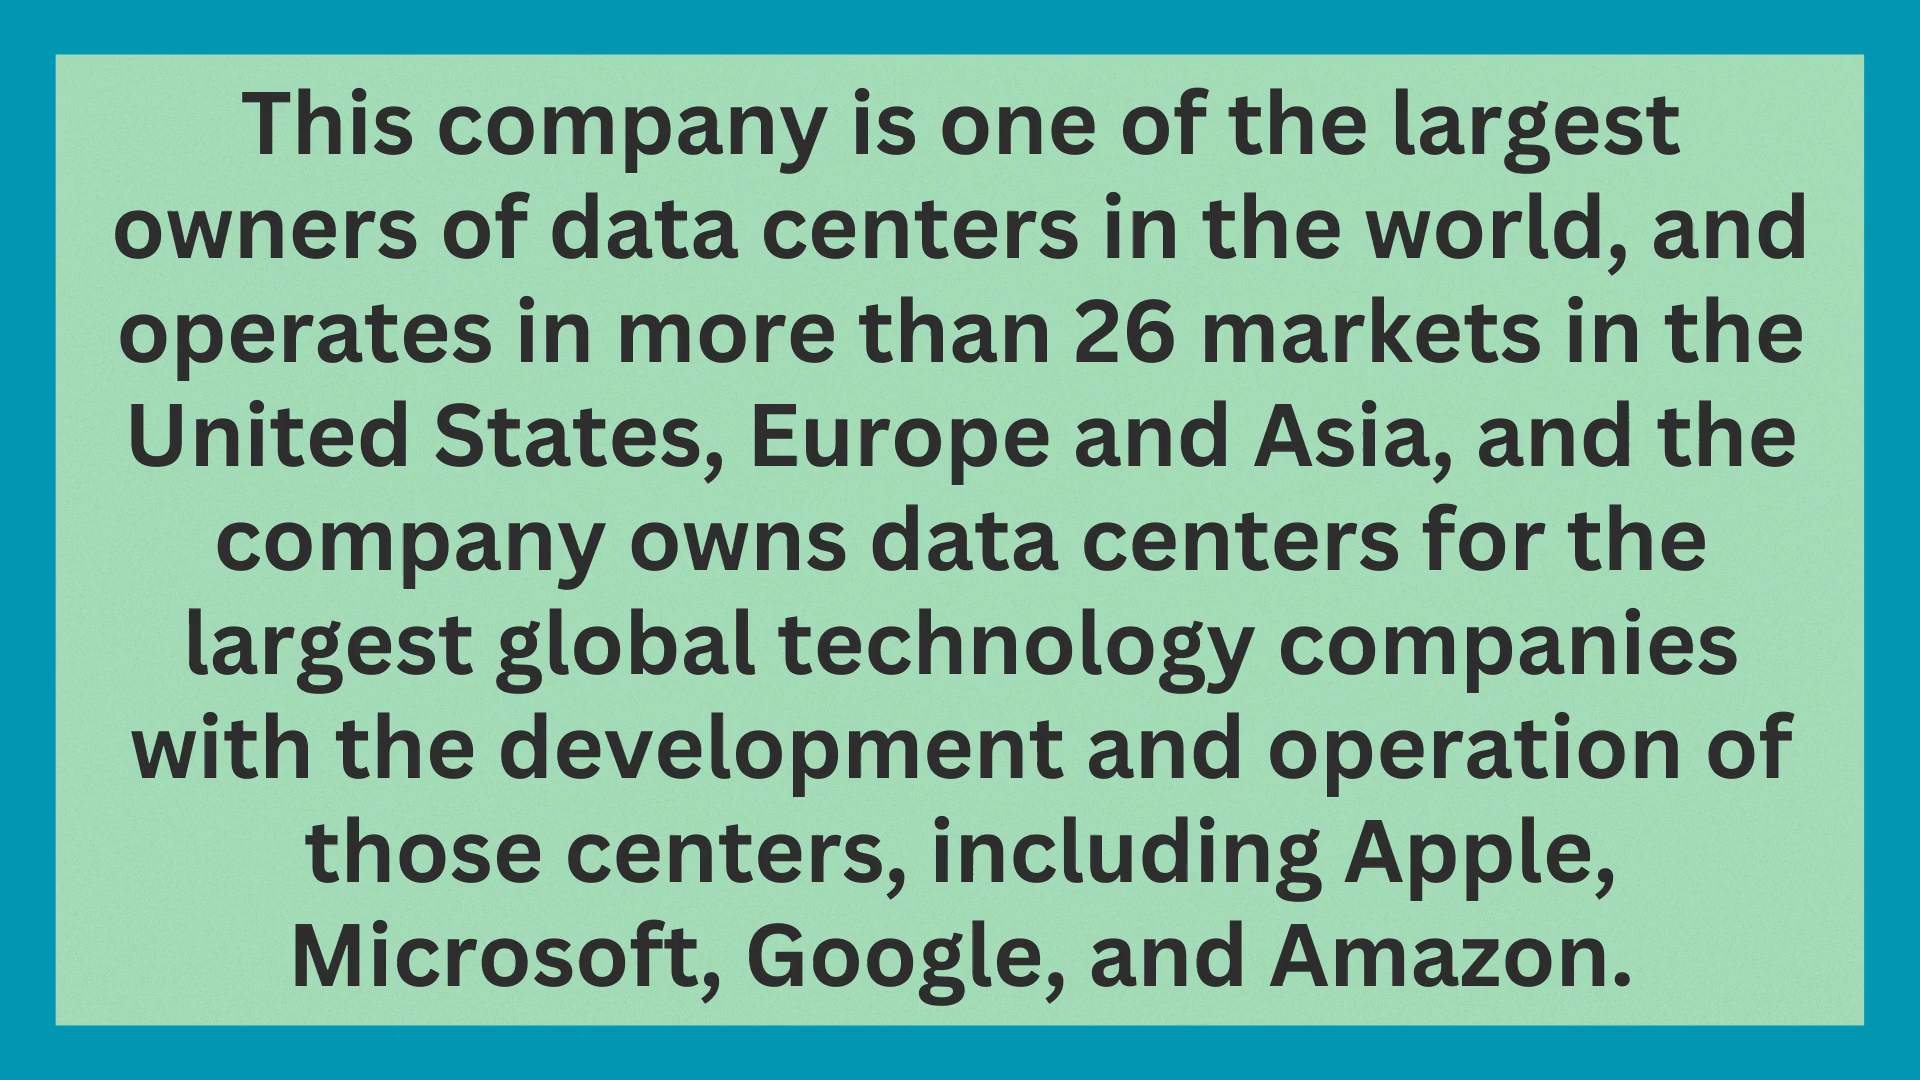 This company is one of the largest
owners of data centers in the world, and
operates in more than 26 markets in the
United States, Europe and Asia, and the
company owns data centers for the
largest global technology companies
with the development and operation of
those centers, including Apple,
Microsoft, Google, and Amazon.